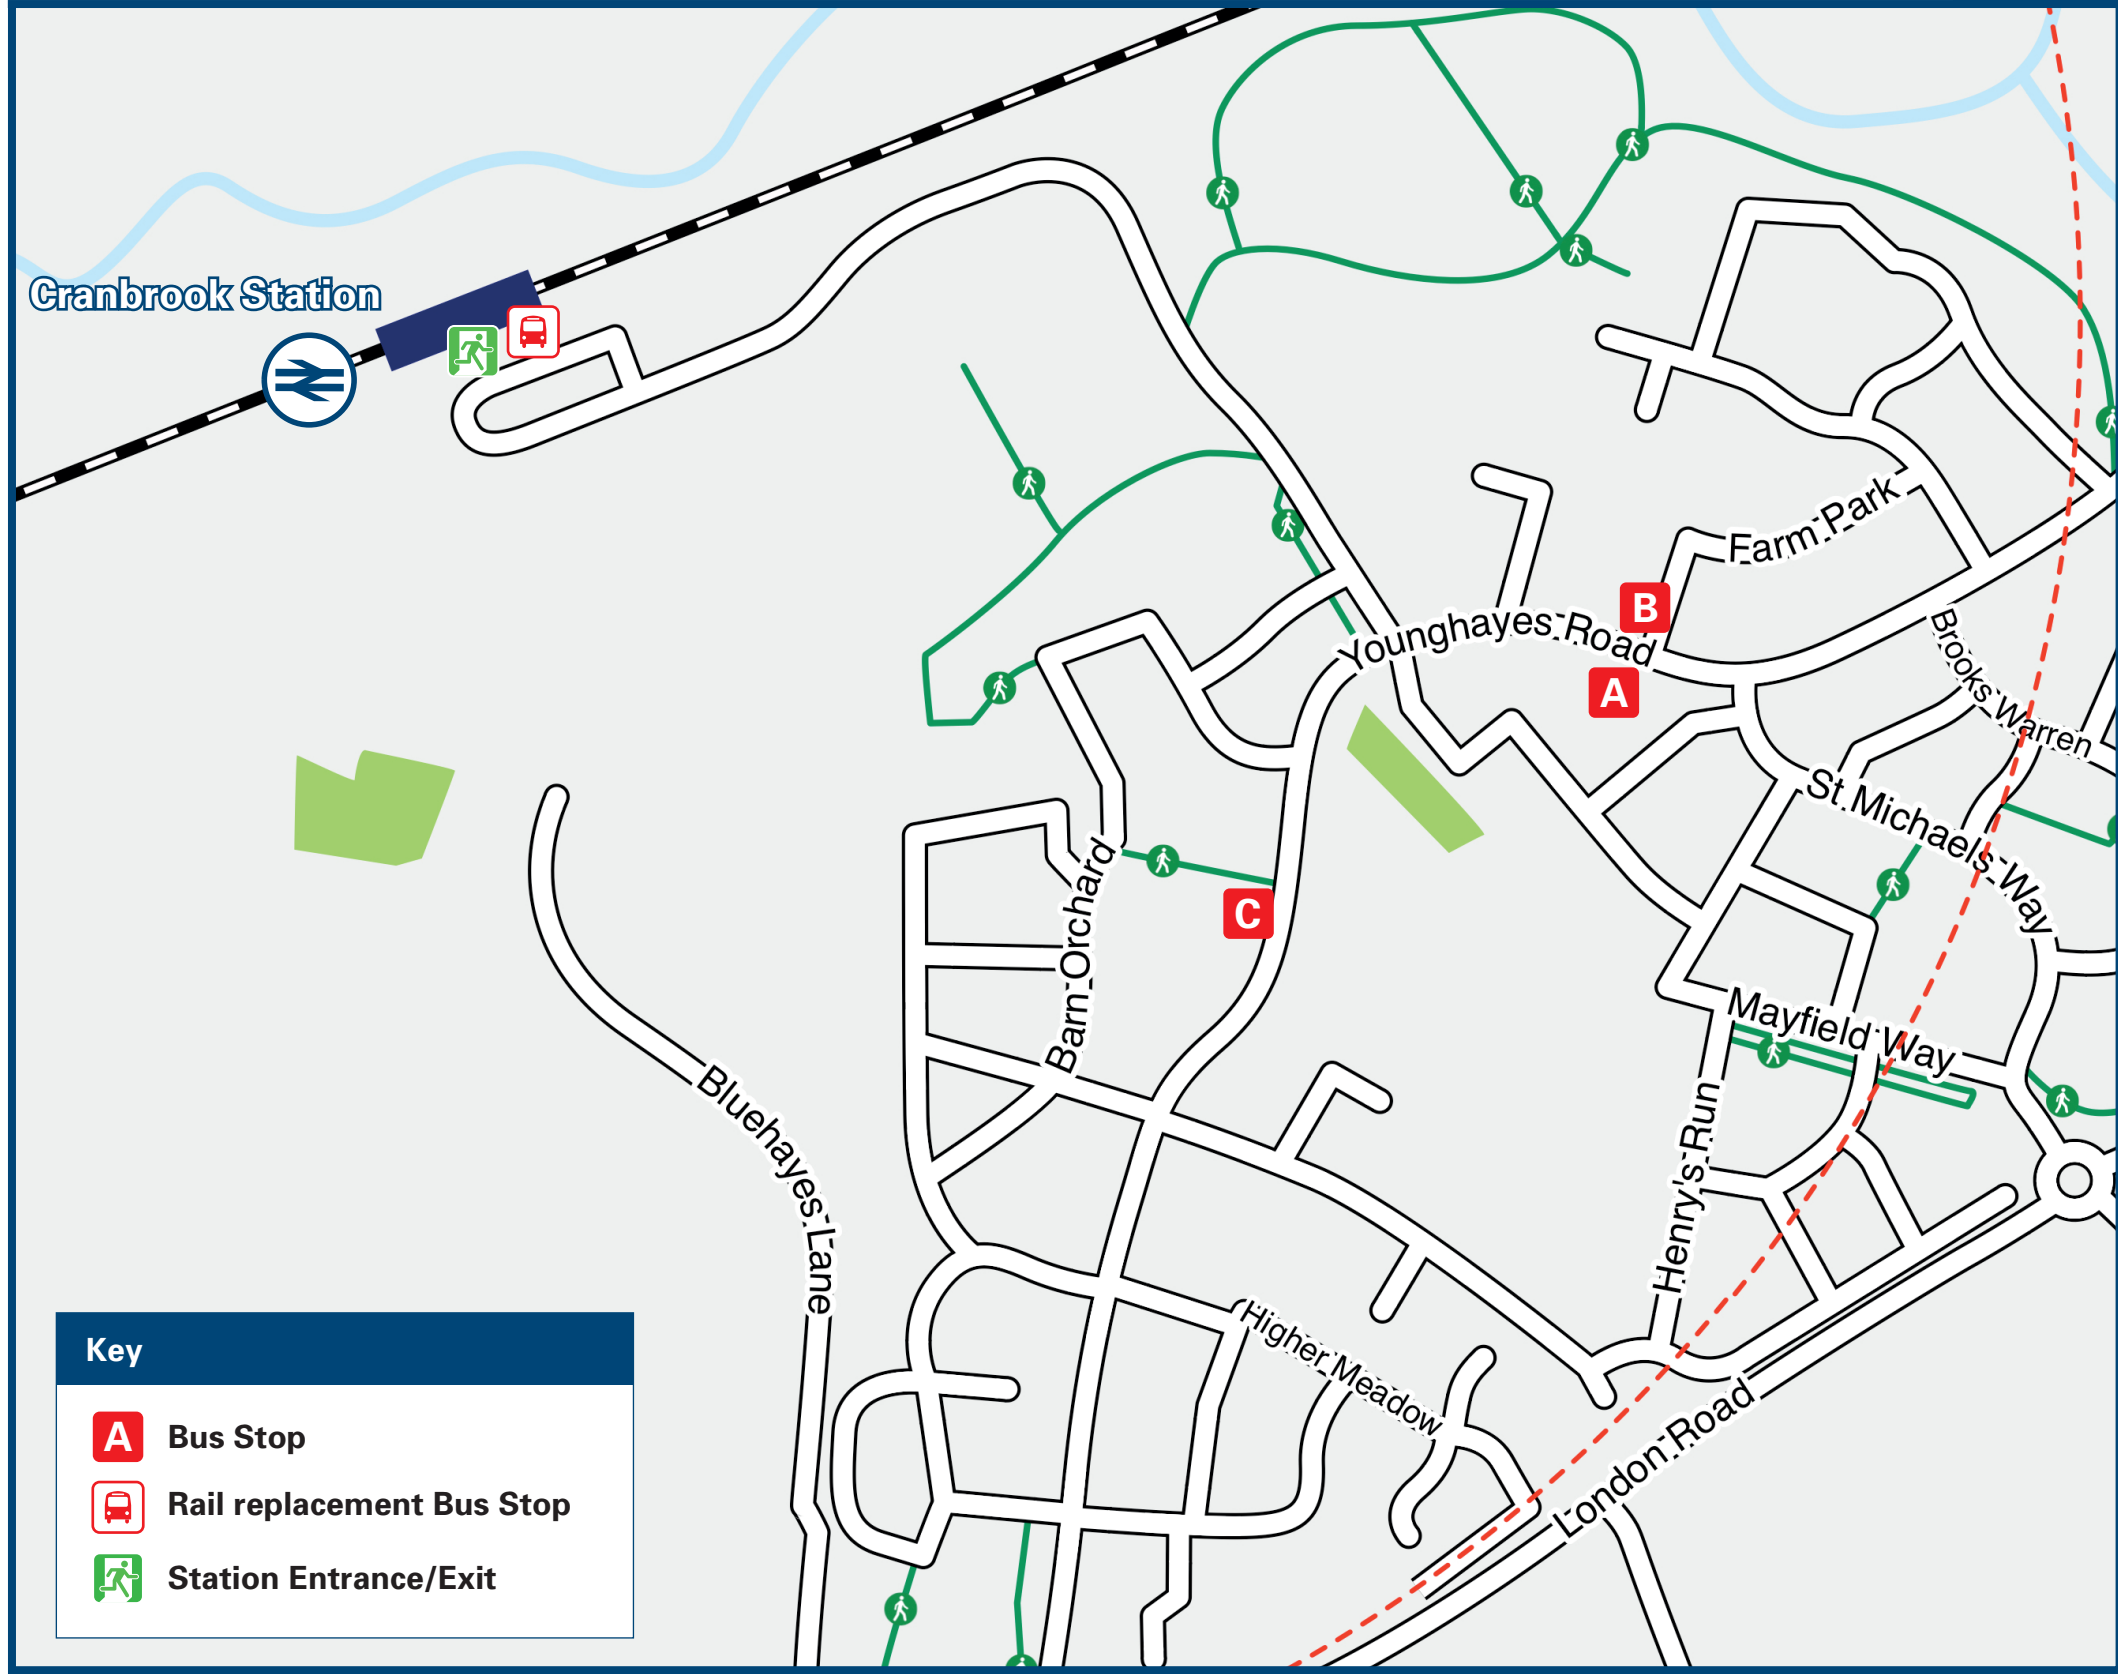 Cranbrook Station
Farm Park
B
Younghayes Road
A
Brooks Warren
St.Michaels Way
C
Barn Orchard
Mayfield Way
Bluehayes Lane
Henry's Run
Higher Meadow
London Road
Key
A Bus Stop
Rail replacement Bus Stop
Station Entrance/Exit